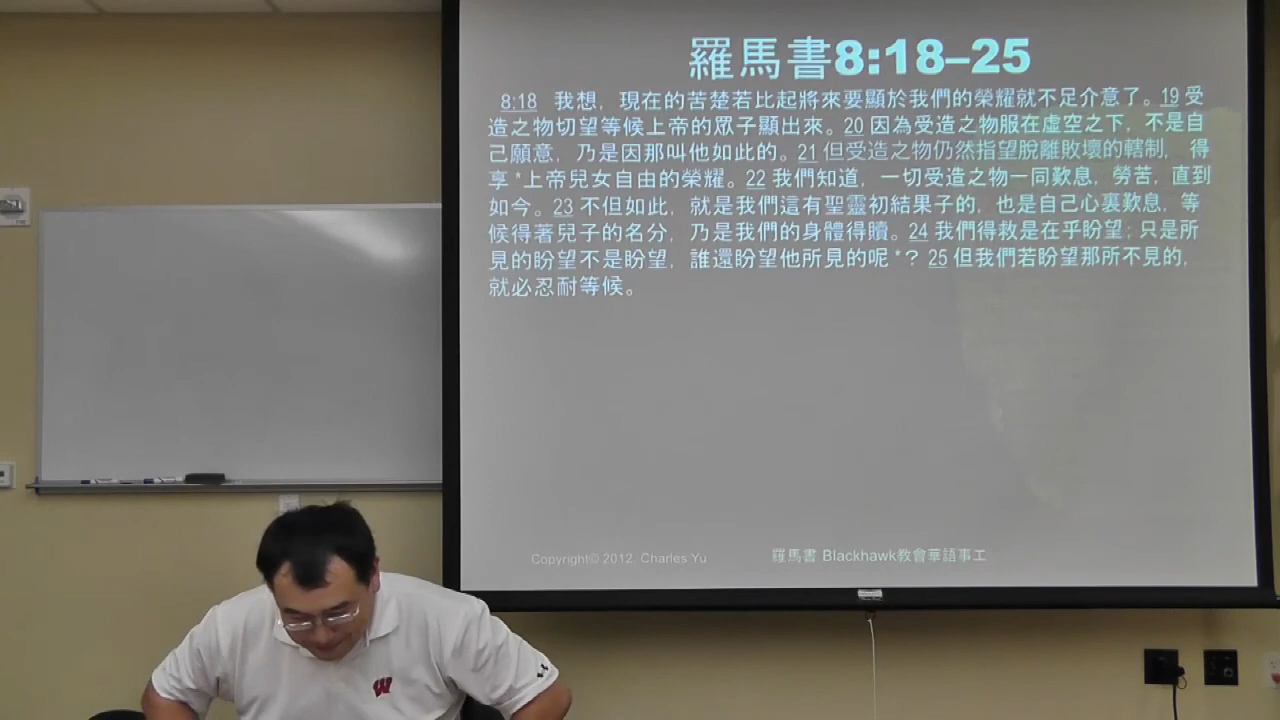 羅馬書8:18–25
8:18 我想，現在的苦楚若比起將來要顯於我們的榮耀就不足介意了。19 受
造之物切望等候上帝的眾子顯出來。20 因為受造之物服在虛空之下，不是自
己願意，乃是因那叫他如此的。21 但受造之物仍然指望脫離敗壞的轄制，得
享 *上帝兒女自由的榮耀。22 我們知道，一切受造之物一同歎息，勞苦，直到
如今。23 不但如此，就是我們這有聖靈初結果子的，也是自己心裏歎息，等
候得著兒子的名分，乃是我們的身體得贖。24 我們得救是在乎盼望；只是所
見的盼望不是盼望，誰還盼望他所見的呢 *？25 但我們若盼望那所不見的，
就必忍耐等候。
Copyright© 2012. Charles Yu
羅馬書 Blackhawk教會華語事工
W